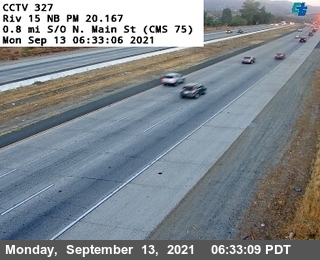 CCTV 327
Riv 15 NB PM 20.167
0.8 mi S/O N. Main St (CMS 75)
Mon Sep 13 06:33:06 2021
Monday, September 13, 2021 06:33:09 PDT